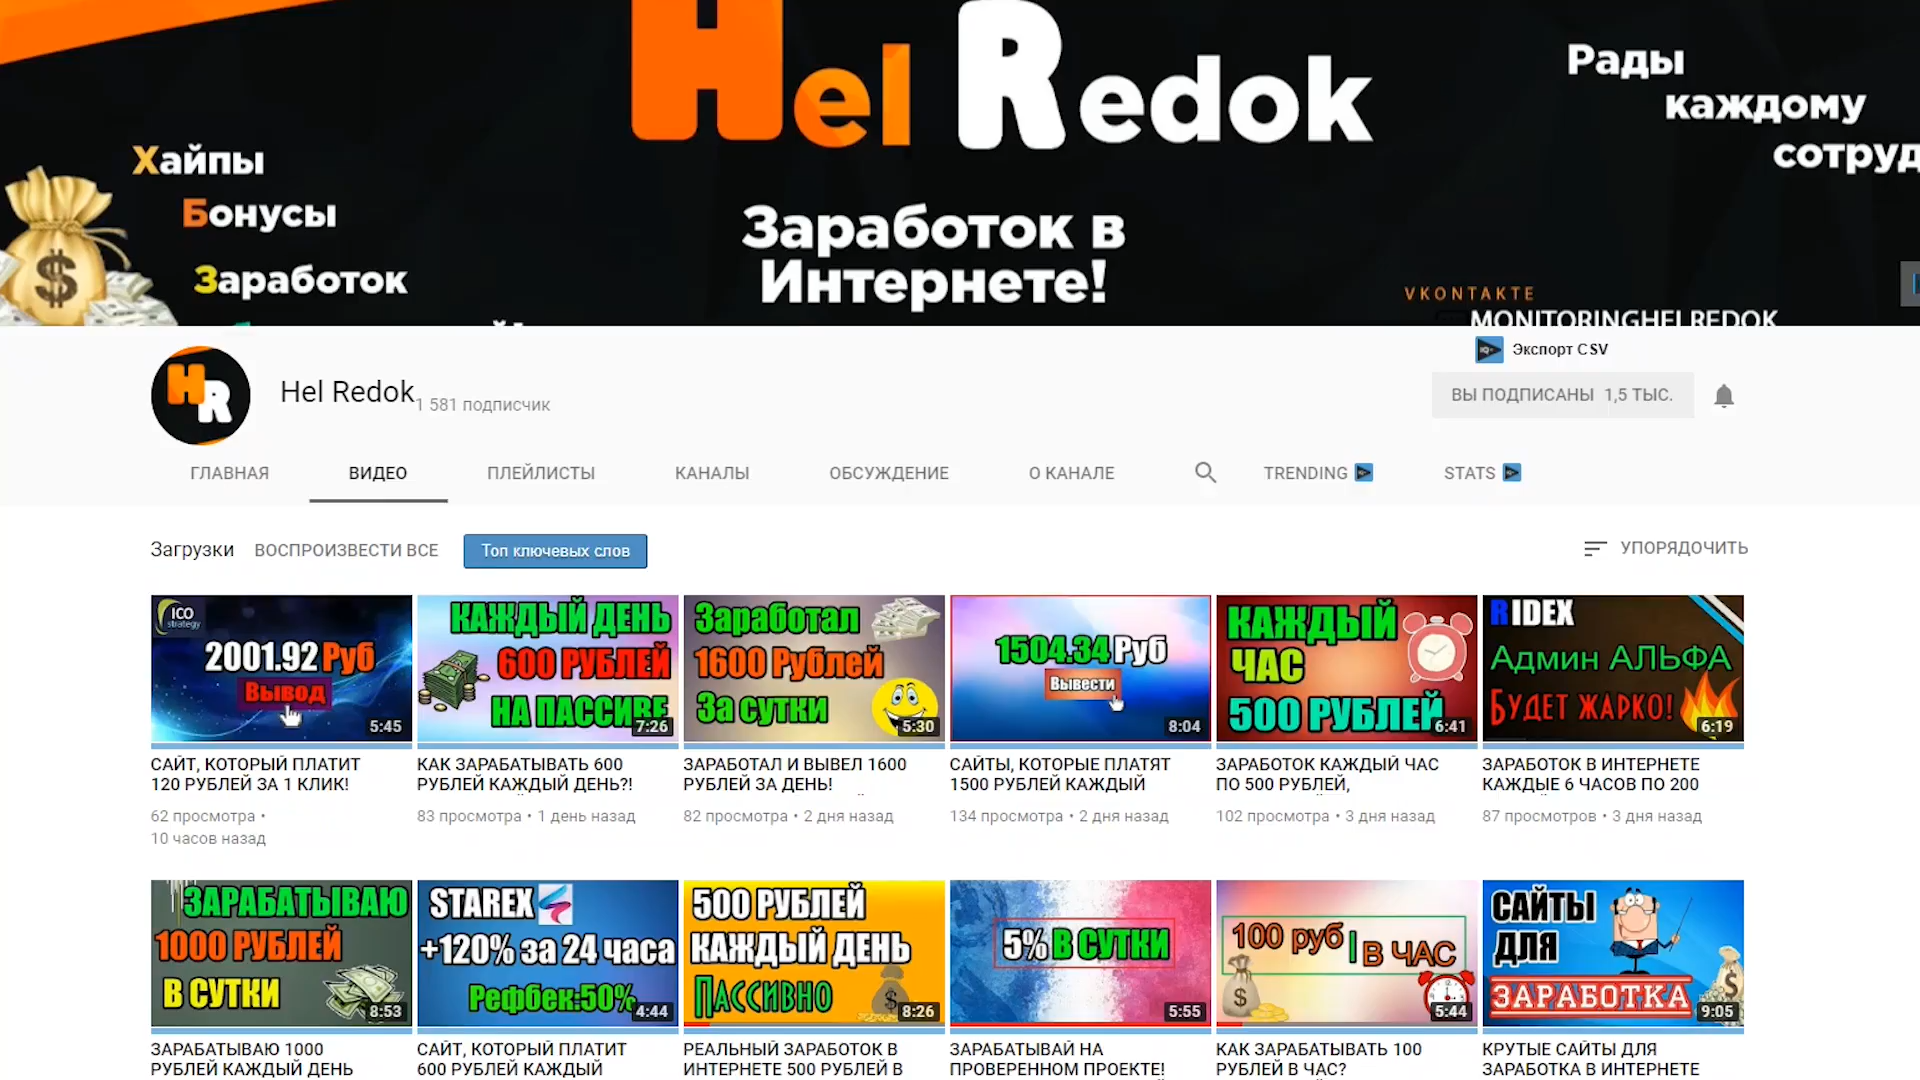 Hel Redok
Рады
каждому
сотруд
Хайпы
Бонусы
Заработок
Заработок в
Интернете!
VKONTAKTE
MONITORINGHELREDOK
Экспорт CSV
HR
Hel Redok
1 581 подписчик
ВЫ ПОДПИСАНЫ 1,5 ТЫС.
ГЛАВНАЯ
ВИДЕО
ПЛЕЙЛИСТЫ
КАНАЛЫ
ОБСУЖДЕНИЕ
О КАНАЛЕ
TRENDING
STATS
Загрузки
ВОСПРОИЗВЕСТИ ВСЕ
Топ ключевых слов
УПОРЯДОЧИТЬ
ICO
strategy
2001.92 Руб
Вывод
5:45
КАЖДЫЙ ДЕНЬ
600 РУБЛЕЙ
НА ПАССИВЕ
7:26
Заработал
1600 Рублей
За сутки
5:30
1504.34 Руб
Вывести
8:04
КАЖДЫЙ
ЧАС
500 РУБЛЕЙ
6:41
RIDEX
Админ АЛЬФА
БУДЕТ ЖАРКО!
6:19
САЙТ, КОТОРЫЙ ПЛАТИТ
120 РУБЛЕЙ ЗА 1 КЛИК!
62 просмотра •
10 часов назад
КАК ЗАРАБАТЫВАТЬ 600
РУБЛЕЙ КАЖДЫЙ ДЕНЬ?!
83 просмотра • 1 день назад
ЗАРАБОТАЛ И ВЫВЕЛ 1600
РУБЛЕЙ ЗА ДЕНЬ!
82 просмотра • 2 дня назад
САЙТЫ, КОТОРЫЕ ПЛАТЯТ
1500 РУБЛЕЙ КАЖДЫЙ
134 просмотра • 2 дня назад
ЗАРАБОТОК КАЖДЫЙ ЧАС
ПО 500 РУБЛЕЙ,
102 просмотра • 3 дня назад
ЗАРАБОТОК В ИНТЕРНЕТЕ
КАЖДЫЕ 6 ЧАСОВ ПО 200
87 просмотров • 3 дня назад
ЗАРАБАТЫВАЮ
1000 РУБЛЕЙ
В СУТКИ
8:53
STAREX
+120% за 24 часа
Рефбек:50%
4:44
500 РУБЛЕЙ
КАЖДЫЙ ДЕНЬ
ПАССИВНО
8:26
5% В СУТКИ
5:55
100 руб
В ЧАС
5:44
САЙТЫ
ДЛЯ
ЗАРАБОТКА
9:05
ЗАРАБАТЫВАЮ 1000
РУБЛЕЙ КАЖДЫЙ ДЕНЬ
САЙТ, КОТОРЫЙ ПЛАТИТ
600 РУБЛЕЙ КАЖДЫЙ
РЕАЛЬНЫЙ ЗАРАБОТОК В
ИНТЕРНЕТЕ 500 РУБЛЕЙ В
ЗАРАБАТЫВАЙ НА
ПРОВЕРЕННОМ ПРОЕКТЕ!
КАК ЗАРАБАТЫВАТЬ 100
РУБЛЕЙ В ЧАС?
КРУТЫЕ САЙТЫ ДЛЯ
ЗАРАБОТКА В ИНТЕРНЕТЕ